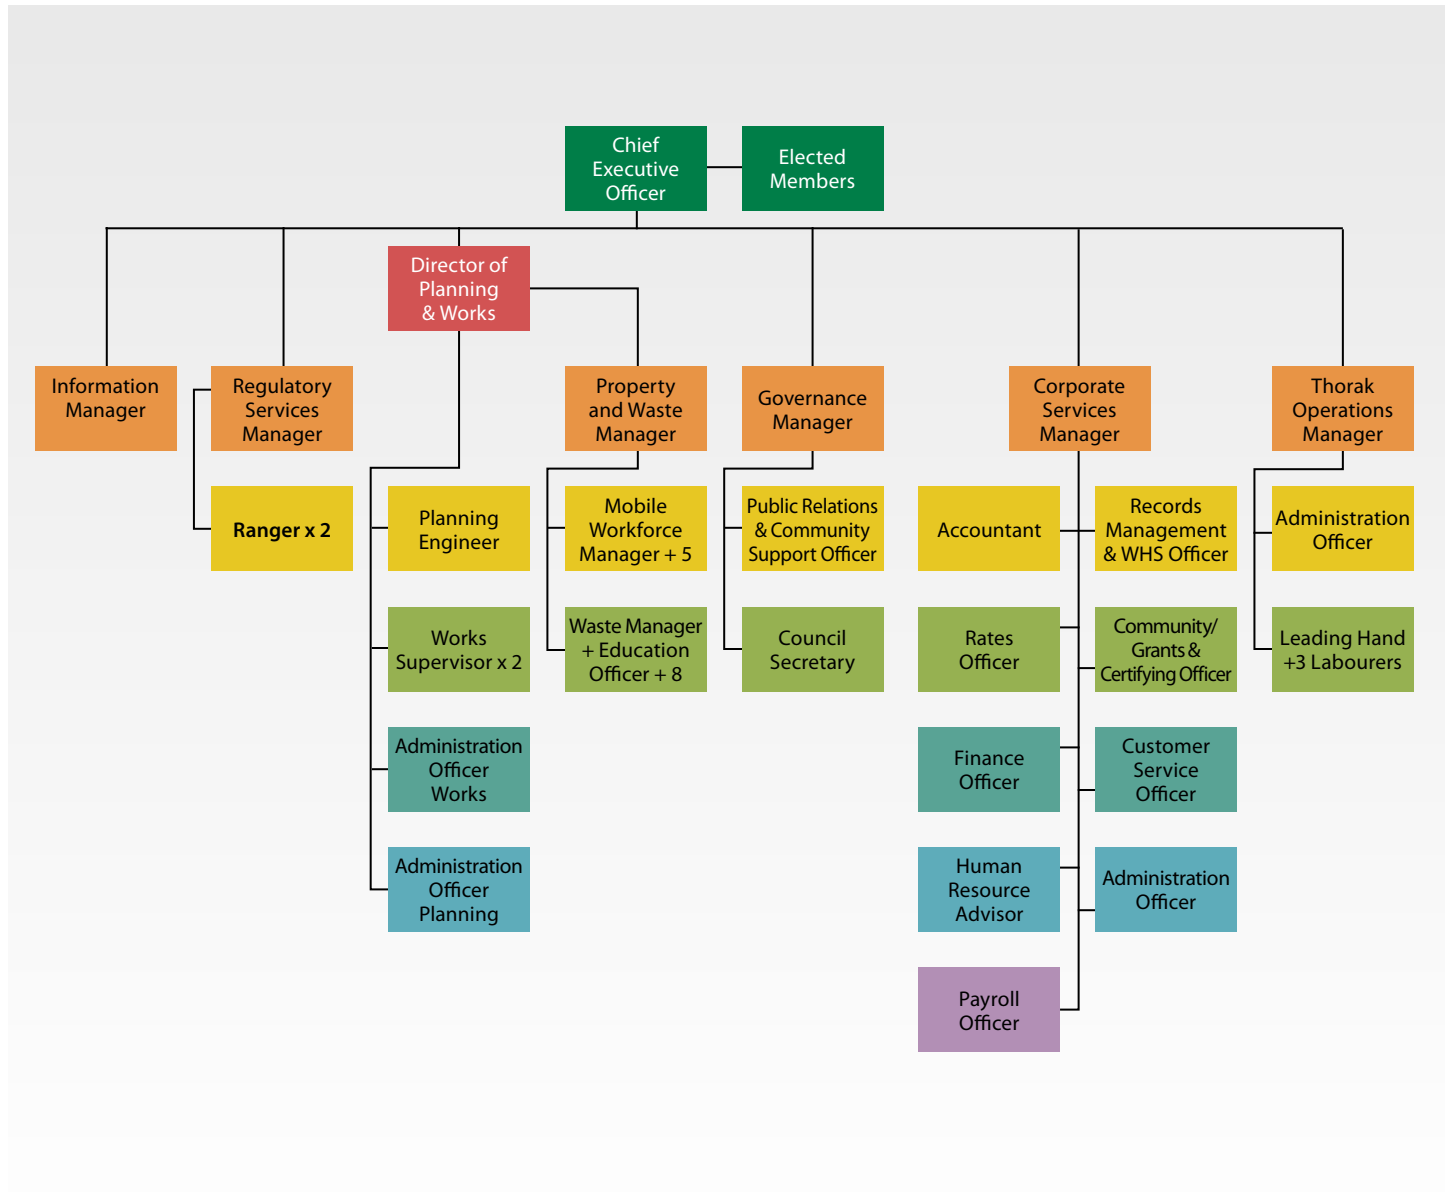 Chief
Executive
Officer
Elected
Members
Director of
Planning
& Works
Information
Manager
Regulatory
Services
Manager
Property
and Waste
Manager
Governance
Manager
Corporate
Services
Manager
Thorak
Operations
Manager
Ranger x 2
Planning
Engineer
Mobile
Workforce
Manager + 5
Public Relations
& Community
Support Officer
Accountant
Records
Management
& WHS Officer
Administration
Officer
Works
Supervisor x 2
Waste Manager
+ Education
Officer + 8
Council
Secretary
Rates
Officer
Community/
Grants &
Certifying Officer
Leading Hand
+3 Labourers
Administration
Officer
Works
Finance
Officer
Customer
Service
Officer
Administration
Officer
Planning
Human
Resource
Advisor
Administration
Officer
Payroll
Officer